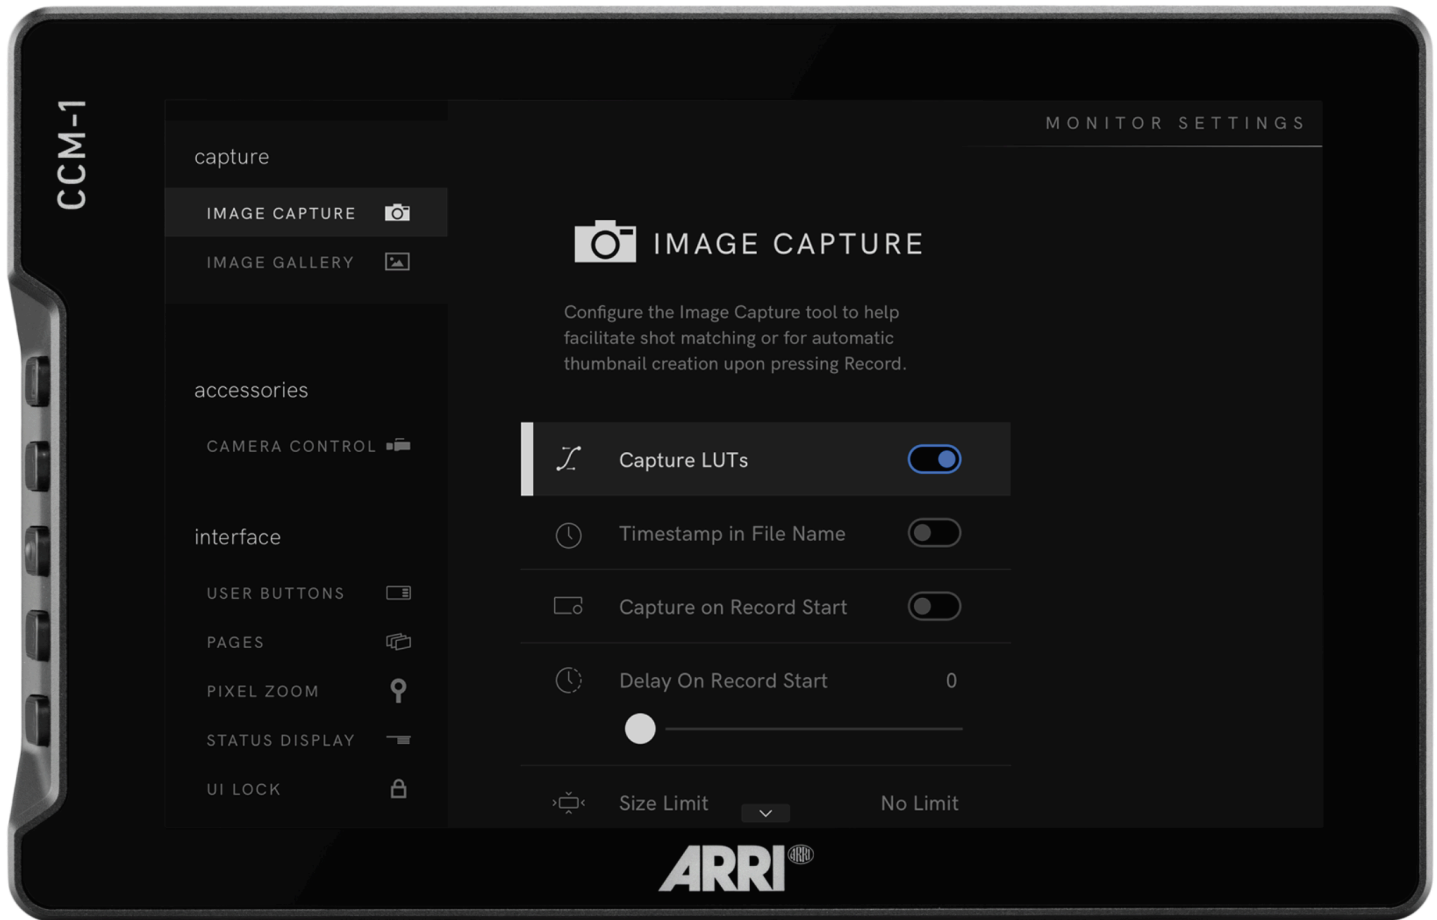 CCM-1
MONITOR SETTINGS
capture
IMAGE CAPTURE
IMAGE GALLERY
accessories
CAMERA CONTROL
interface
USER BUTTONS
PAGES
PIXEL ZOOM
STATUS DISPLAY
UI LOCK
IMAGE CAPTURE
Configure the Image Capture tool to help
facilitate shot matching or for automatic
thumbnail creation upon pressing Record.
Capture LUTs
Timestamp in File Name
Capture on Record Start
Delay On Record Start 0
Size Limit No Limit
ARRI ARRI